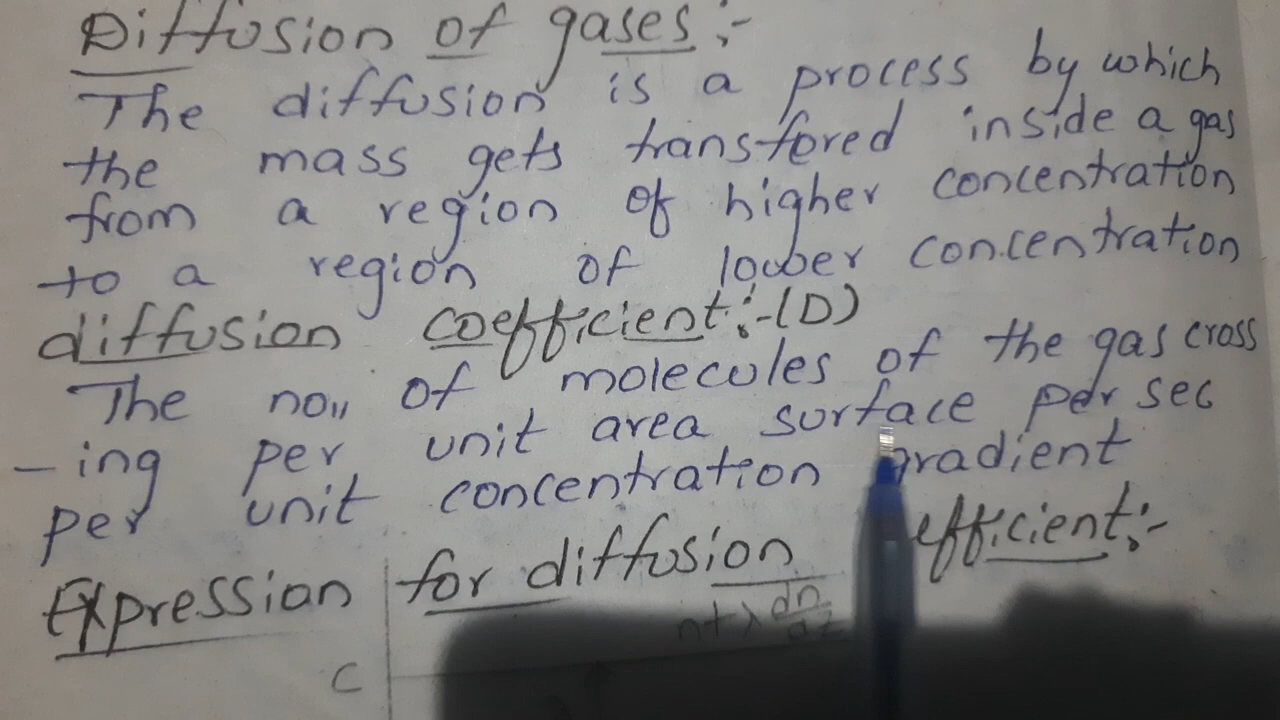 Diffusion of gases :-
The diffusion is a process by which
the mass gets transfered inside a gas
from a region of higher concentration
to a region of lower concentration
diffusion coefficient :- (D)
The no,, of molecules of the gas cross
-ing per unit area surface per sec
per unit concentration gradient
Expression for diffusion efficient :-
n+λ dn/dz
C